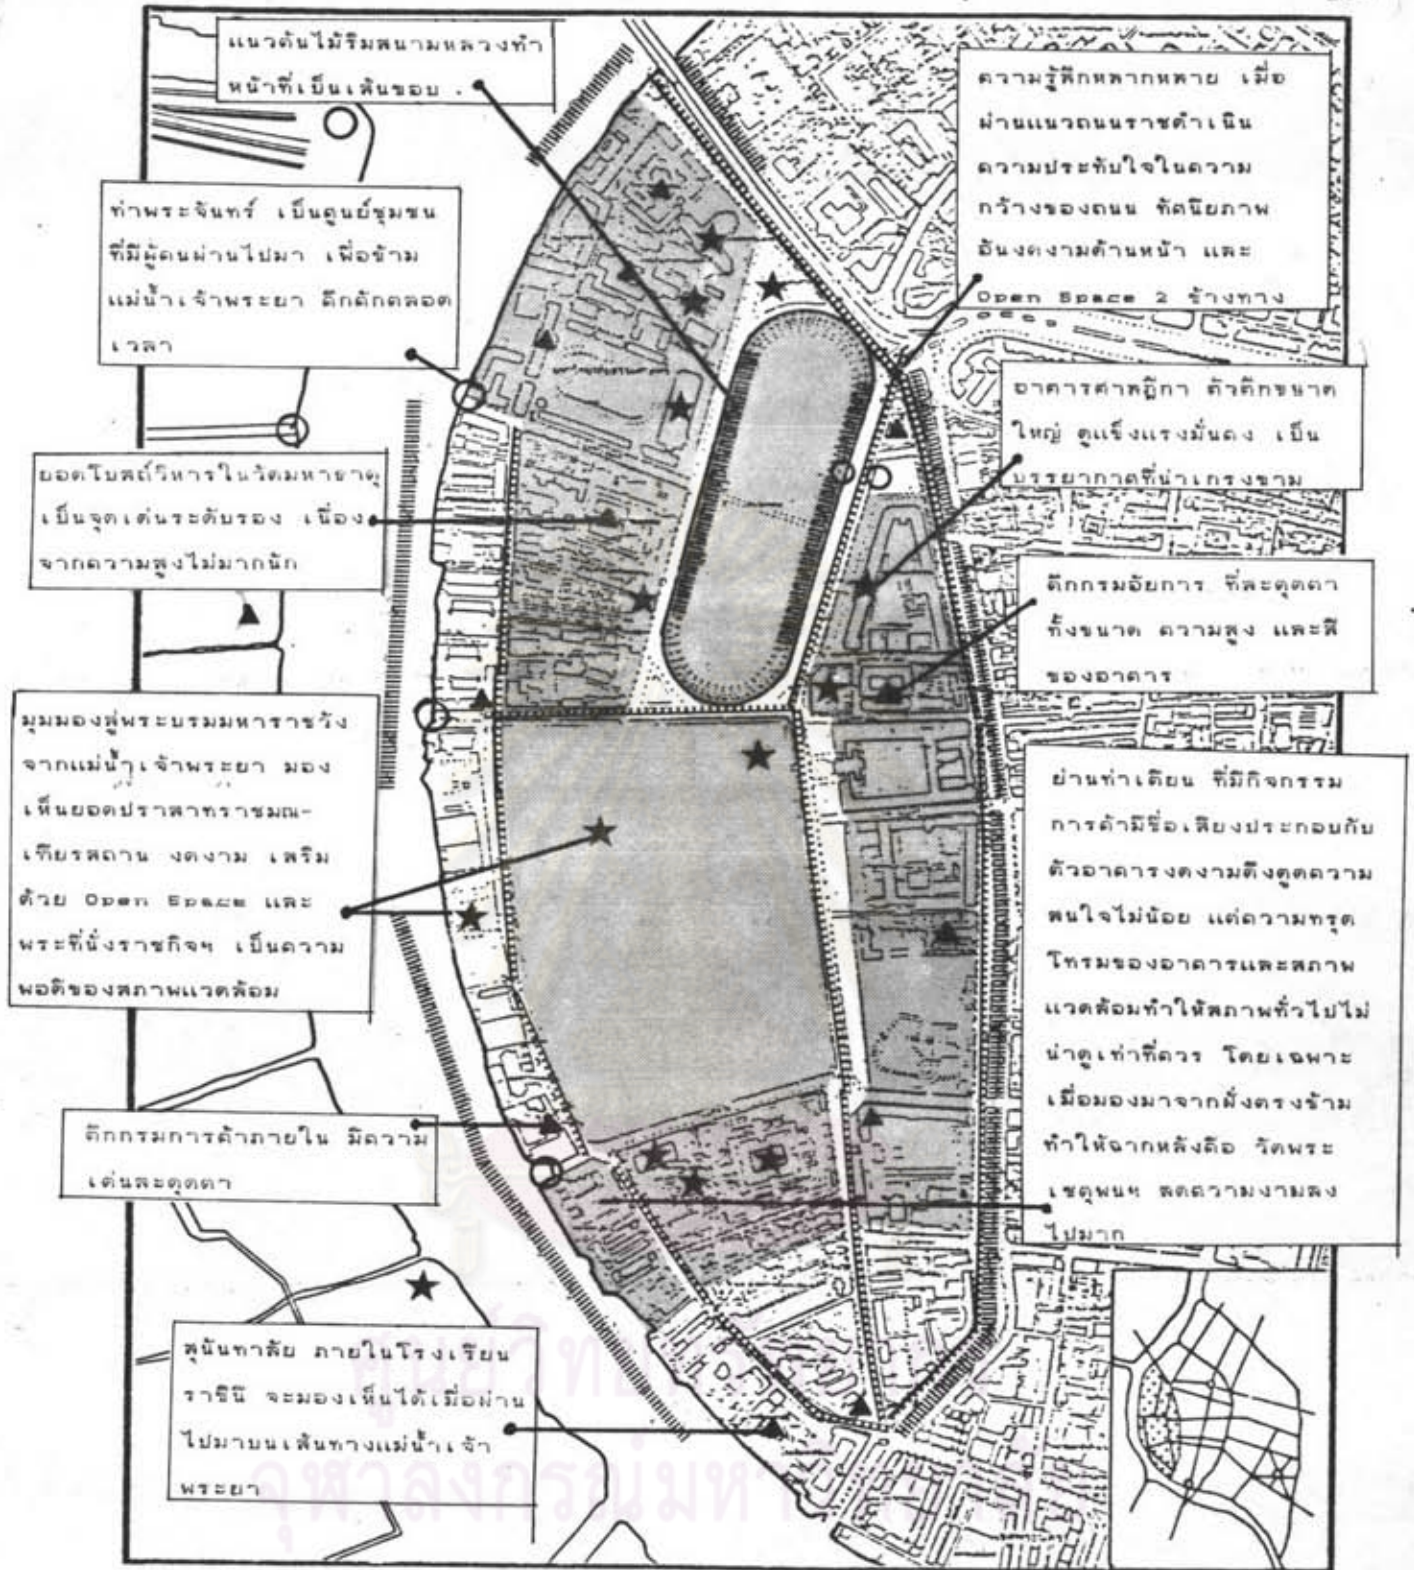 แนวต้นไม้ริมสนามหลวงทำ
หน้าที่เป็นเส้นขอบ .
ความรู้สึกหลากหลาย เมื่อ
ผ่านแนวถนนราชดำเนิน
ความประทับใจในความ
กว้างของถนน ทัศนียภาพ
อันงดงามด้านหน้า และ
Open Space 2 ข้างทาง
ท่าพระจันทร์ เป็นศูนย์ชุมชน
ที่มีผู้คนผ่านไปมา เพื่อข้าม
แม่น้ำเจ้าพระยา คึกคักตลอด
เวลา
อาคารศาลฎีกา ตัวตึกขนาด
ใหญ่ ดูแข็งแรงมั่นคง เป็น
บรรยากาศที่น่าเกรงขาม
ยอดโบสถ์วิหารในวัดมหาธาตุ
เป็นจุดเด่นระดับรอง เนื่อง
จากความสูงไม่มากนัก
ตึกกรมอัยการ ที่สะดุดตา
ทั้งขนาด ความสูง และสี
ของอาคาร
มุมมองสู่พระบรมมหาราชวัง
จากแม่น้ำเจ้าพระยา มอง
เห็นยอดปราสาทราชมณ-
เฑียรสถาน งดงาม เสริม
ด้วย Open Space และ
พระที่นั่งราชกิจฯ เป็นความ
พอดีของสภาพแวดล้อม
ย่านท่าเตียน ที่มีกิจกรรม
การค้ามีชื่อเสียงประกอบกับ
ตัวอาคารงดงามดึงดูดความ
สนใจไม่น้อย แต่ความทรุด
โทรมของอาคารและสภาพ
แวดล้อมทำให้สภาพทั่วไปไม่
น่าดูเท่าที่ควร โดยเฉพาะ
เมื่อมองมาจากฝั่งตรงข้าม
ทำให้ฉากหลังคือ วัดพระ
เชตุพนฯ ลดความงามลง
ไปมาก
ตึกกรมการค้าภายใน มีความ
เด่นสะดุดตา
สุนันทาลัย ภายในโรงเรียน
ราชินี จะมองเห็นได้เมื่อผ่าน
ไปมาบนเส้นทางแม่น้ำเจ้า
พระยา